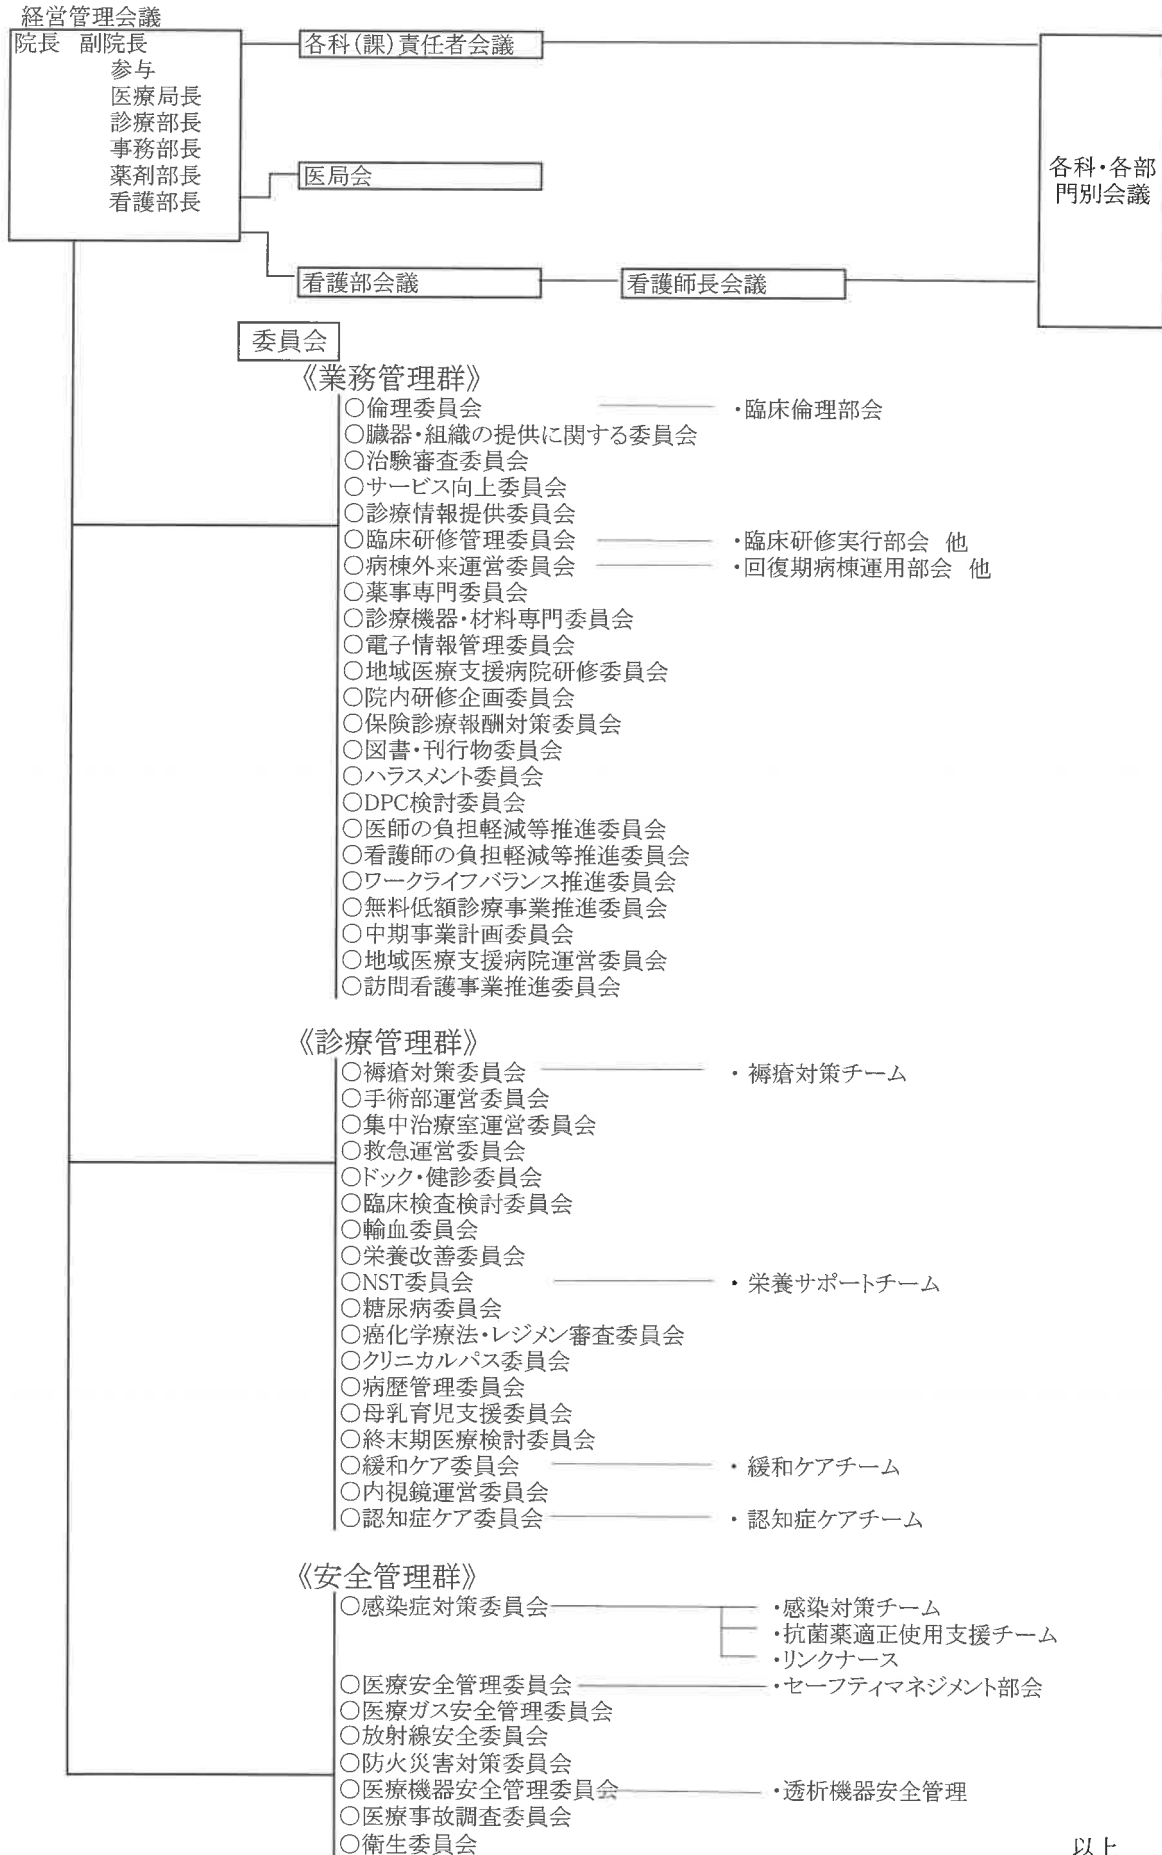 経営管理会議
院長 副院長
参与
医療局長
診療部長
事務部長
薬剤部長
看護部長
各科(課)責任者会議
医局会
看護部会議
看護師長会議
各科・各部
門別会議
委員会
《業務管理群》
○倫理委員会 ・臨床倫理部会
○臓器・組織の提供に関する委員会
○治験審査委員会
○サービス向上委員会
○診療情報提供委員会
○臨床研修管理委員会 ・臨床研修実行部会 他
○病棟外来運営委員会 ・回復期病棟運用部会 他
○薬事専門委員会
○診療機器・材料専門委員会
○電子情報管理委員会
○地域医療支援病院研修委員会
○院内研修企画委員会
○保険診療報酬対策委員会
○図書・刊行物委員会
○ハラスメント委員会
○DPC検討委員会
○医師の負担軽減等推進委員会
○看護師の負担軽減等推進委員会
○ワークライフバランス推進委員会
○無料低額診療事業推進委員会
○中期事業計画委員会
○地域医療支援病院運営委員会
○訪問看護事業推進委員会
《診療管理群》
○褥瘡対策委員会 ・褥瘡対策チーム
○手術部運営委員会
○集中治療室運営委員会
○救急運営委員会
○ドック・健診委員会
○臨床検査検討委員会
○輸血委員会
○栄養改善委員会
○NST委員会 ・栄養サポートチーム
○糖尿病委員会
○癌化学療法・レジメン審査委員会
○クリニカルパス委員会
○病歴管理委員会
○母乳育児支援委員会
○終末期医療検討委員会
○緩和ケア委員会 ・緩和ケアチーム
○内視鏡運営委員会
○認知症ケア委員会 ・認知症ケアチーム
《安全管理群》
○感染症対策委員会 ・感染対策チーム
・抗菌薬適正使用支援チーム
・リンクナース
○医療安全管理委員会 ・セーフティマネジメント部会
○医療ガス安全管理委員会
○放射線安全委員会
○防火災害対策委員会
○医療機器安全管理委員会 ・透析機器安全管理
○医療事故調査委員会
○衛生委員会
以上